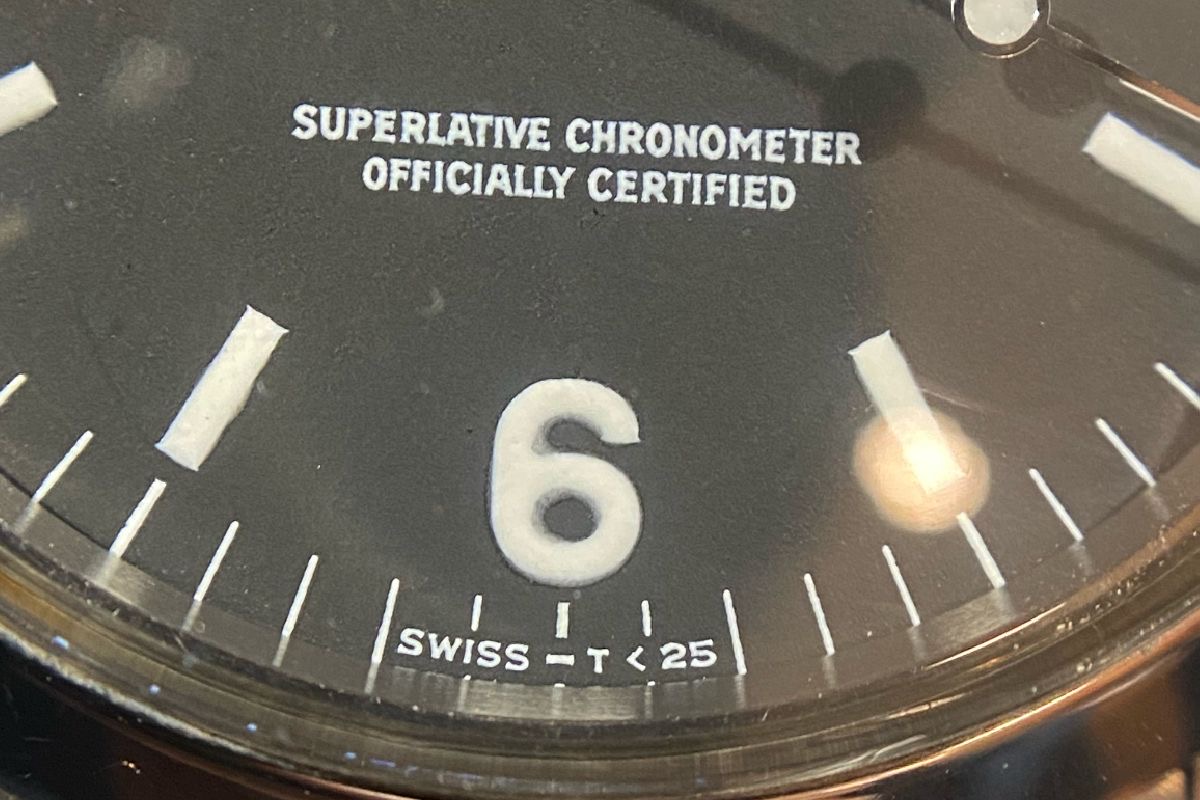 SUPERLATIVE CHRONOMETER
OFFICIALLY CERTIFIED
6
SWISS - T < 25